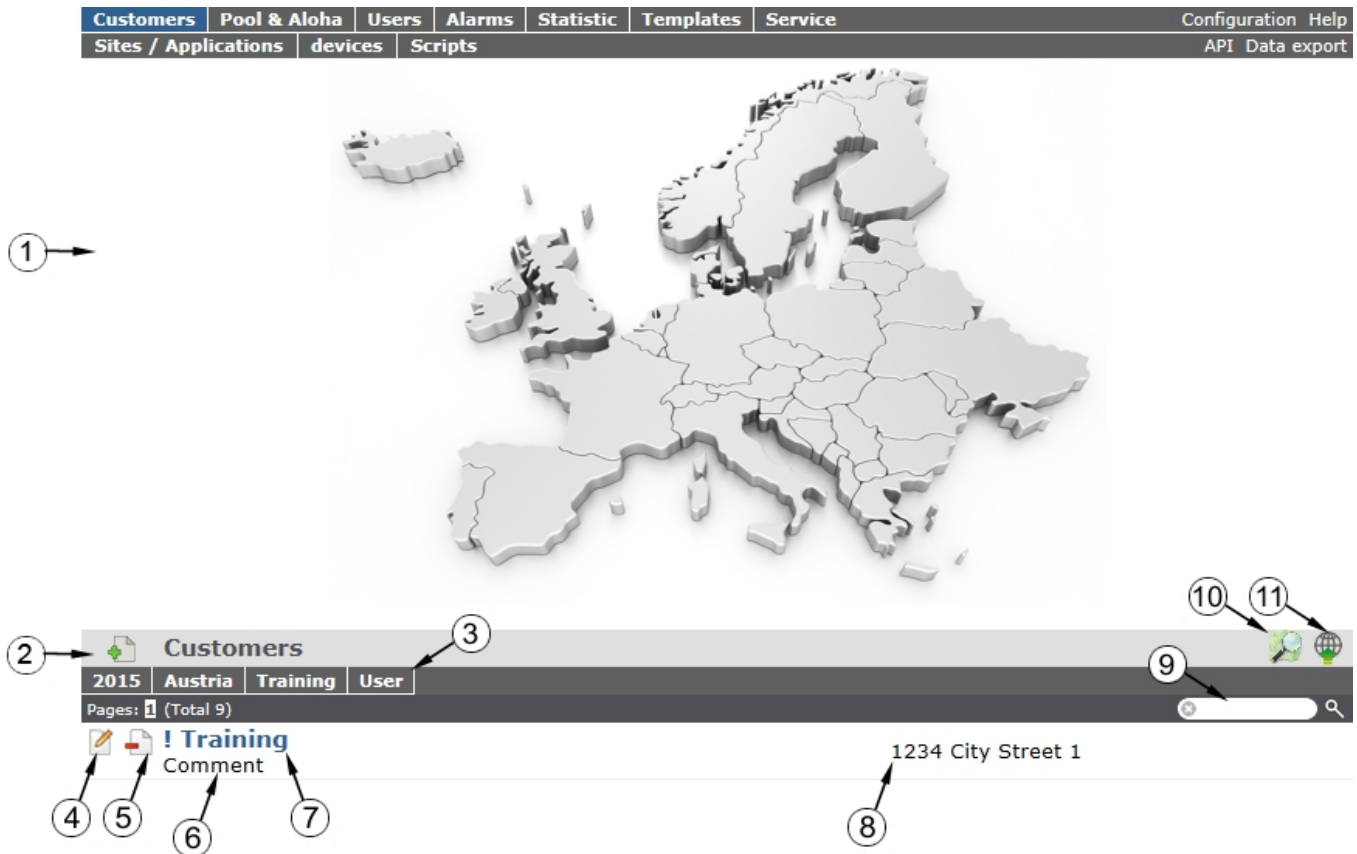 Customers Pool & Aloha Users Alarms Statistic Templates Service Configuration Help
Sites / Applications devices Scripts API Data export
1
10 11
2 Customers 3
2015 Austria Training User 9
Pages: 1 (Total 9)
! Training 1234 City Street 1
Comment
4 5 6 7 8